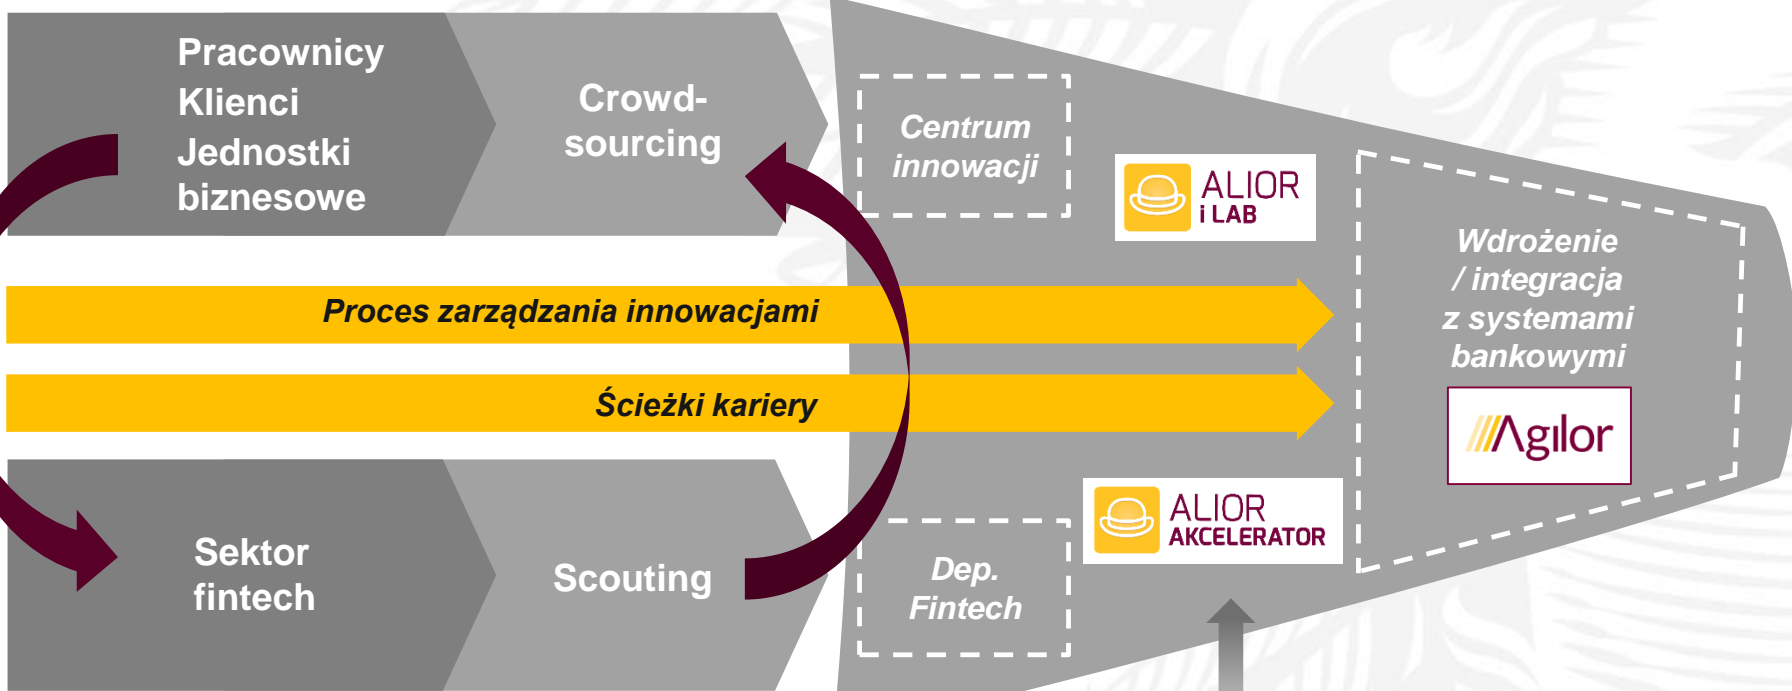 Pracownicy
Klienci
Jednostki
biznesowe
Crowd-
sourcing
Centrum
innowacji
ALIOR
i LAB
Wdrożenie
/ integracja
z systemami
bankowymi
Agilor
Proces zarządzania innowacjami
Ścieżki kariery
Sektor
fintech
Scouting
Dep.
Fintech
ALIOR
AKCELERATOR